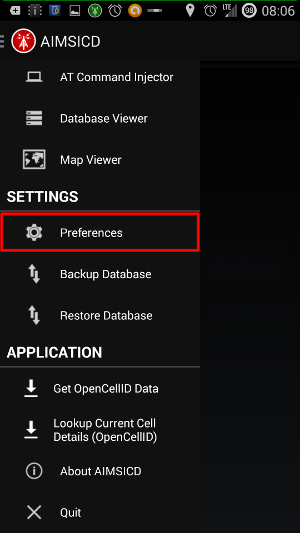 LTE 98 08:06
AIMSICD
AT Command Injector
Database Viewer
Map Viewer
SETTINGS
Preferences
Backup Database
Restore Database
APPLICATION
Get OpenCellID Data
Lookup Current Cell
Details (OpenCellID)
About AIMSICD
Quit